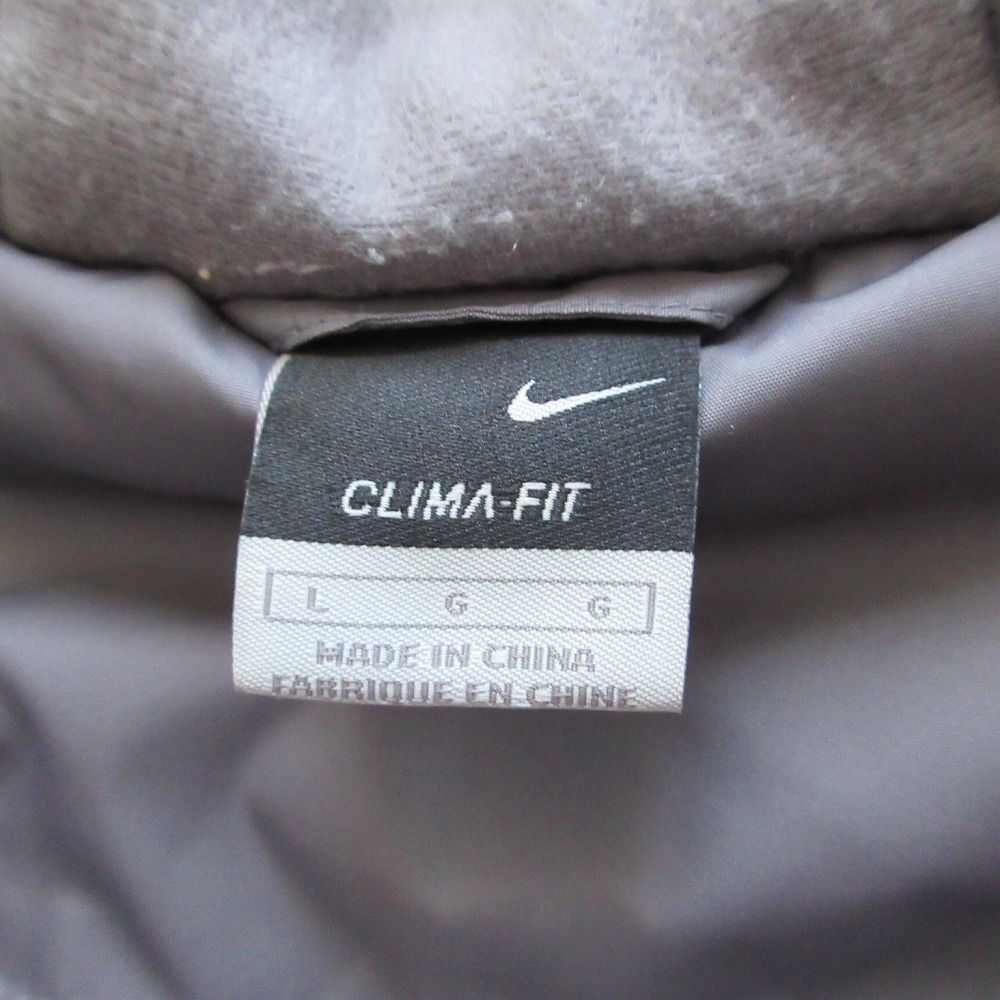 CLIMA-FIT
L G G
MADE IN CHINA
FABRIQUE EN CHINE